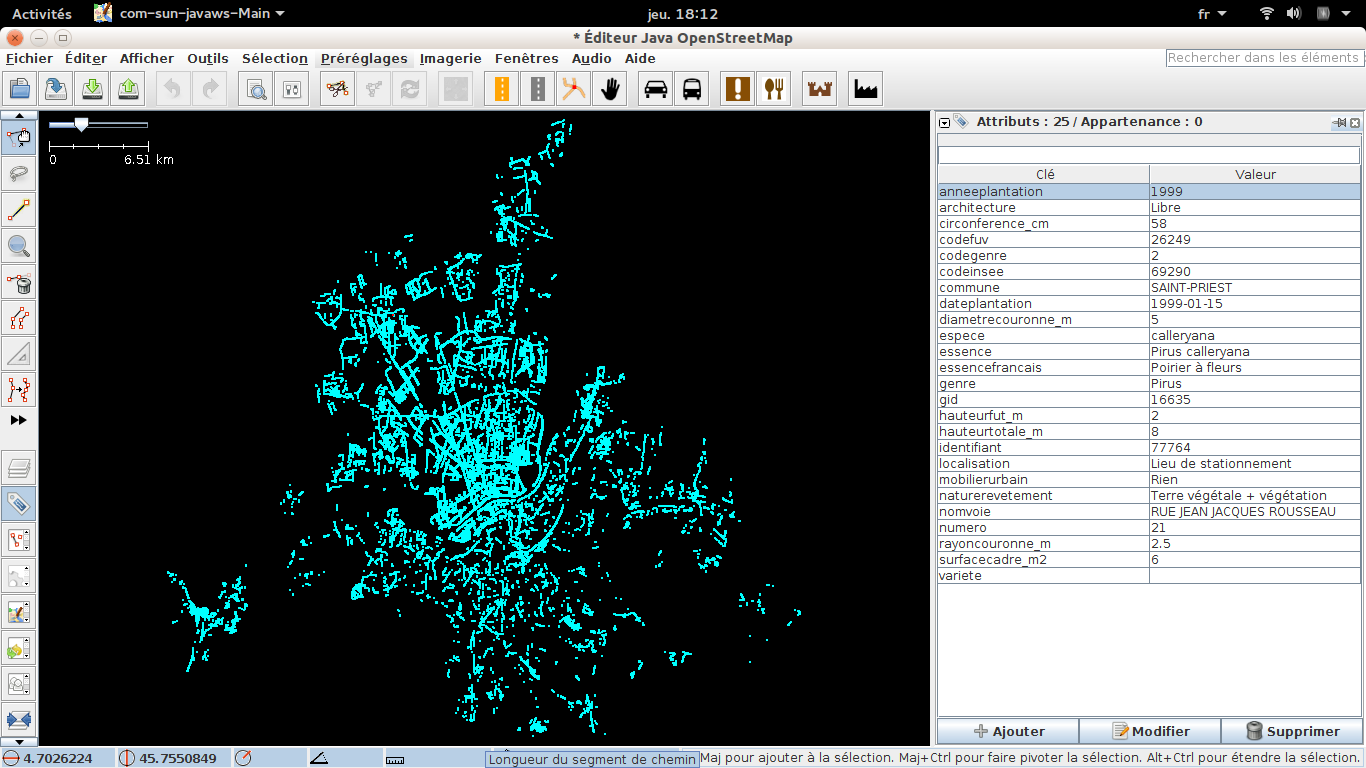 Activités com-sun-javaws-Main jeu. 18:12 fr
* Éditeur Java OpenStreetMap
Fichier Éditer Afficher Outils Sélection Préréglages Imagerie Fenêtres Audio Aide Rechercher dans les éléments
Attributs : 25 / Appartenance : 0
0 6.51 km
Clé Valeur
anneeplantation 1999
architecture Libre
circonference_cm 58
codefuv 26249
codegenre 2
codeinsee 69290
commune SAINT-PRIEST
dateplantation 1999-01-15
diametrecouronne_m 5
espece calleryana
essence Pirus calleryana
essencefrancais Poirier à fleurs
genre Pirus
gid 16635
hauteurfut_m 2
hauteurtotale_m 8
identifiant 77764
localisation Lieu de stationnement
mobilierurbain Rien
naturerevetement Terre végétale + végétation
nomvoie RUE JEAN JACQUES ROUSSEAU
numero 21
rayoncouronne_m 2.5
surfacecadre_m2 6
variete
Ajouter Modifier Supprimer
4.7026224 45.7550849 Longueur du segment de chemin Maj pour ajouter à la sélection. Maj+Ctrl pour faire pivoter la sélection. Alt+Ctrl pour étendre la sélection.